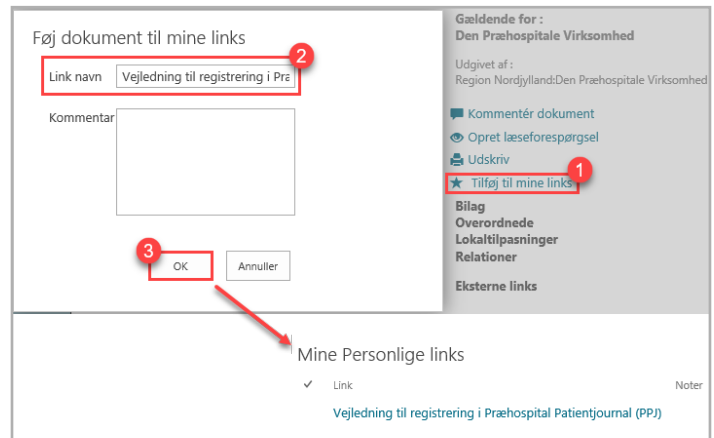 Føj dokument til mine links
2
Link navn
Vejledning til registrering i Præ
Kommentar
3
OK
Annuller
Gældende for :
Den Præhospitale Virksomhed
Udgivet af :
Region Nordjylland:Den Præhospitale Virksomhed
Kommentér dokument
Opret læseforespørgsel
Udskriv
1
Tilføj til mine links
Bilag
Overordnede
Lokaltilpasninger
Relationer
Eksterne links
Mine Personlige links
Link
Noter
Vejledning til registrering i Præhospital Patientjournal (PPJ)